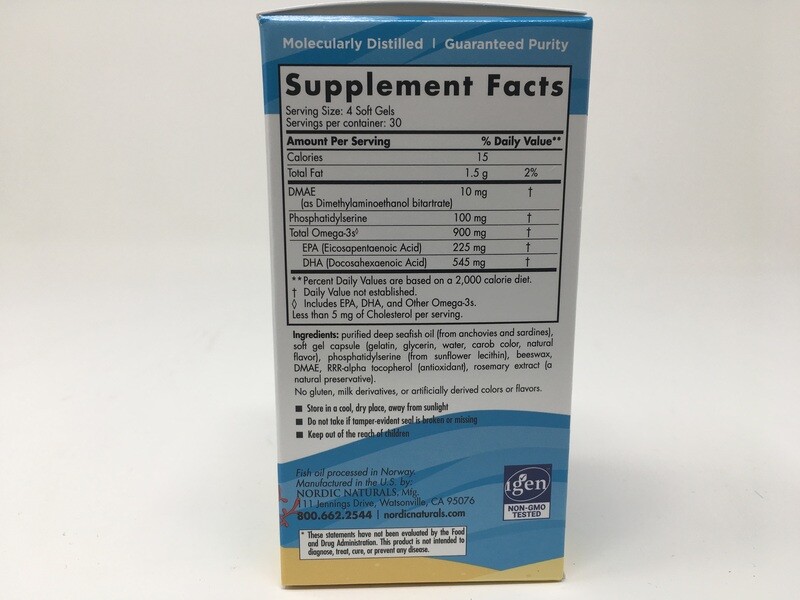 Molecularly Distilled | Guaranteed Purity
Supplement Facts
Serving Size: 4 Soft Gels
Servings per container: 30
Amount Per Serving % Daily Value**
Calories 15
Total Fat 1.5 g 2%
DMAE 10 mg †
(as Dimethylaminoethanol bitartrate)
Phosphatidylserine 100 mg †
Total Omega-3s◊ 900 mg †
EPA (Eicosapentaenoic Acid) 225 mg †
DHA (Docosahexaenoic Acid) 545 mg †
**Percent Daily Values are based on a 2,000 calorie diet.
† Daily Value not established.
◊ Includes EPA, DHA, and Other Omega-3s.
Less than 5 mg of Cholesterol per serving.
Ingredients: purified deep seafish oil (from anchovies and sardines),
soft gel capsule (gelatin, glycerin, water, carob color, natural
flavor), phosphatidylserine (from sunflower lecithin), beeswax,
DMAE, RRR-alpha tocopherol (antioxidant), rosemary extract (a
natural preservative).
No gluten, milk derivatives, or artificially derived colors or flavors.
■ Store in a cool, dry place, away from sunlight
■ Do not take if tamper-evident seal is broken or missing
■ Keep out of the reach of children
Fish oil processed in Norway.
Manufactured in the U.S. by:
NORDIC NATURALS, Mfg.
111 Jennings Drive, Watsonville, CA 95076
800.662.2544 | nordicnaturals.com
igen
NON-GMO
TESTED
* These statements have not been evaluated by the Food
and Drug Administration. This product is not intended to
diagnose, treat, cure, or prevent any disease.